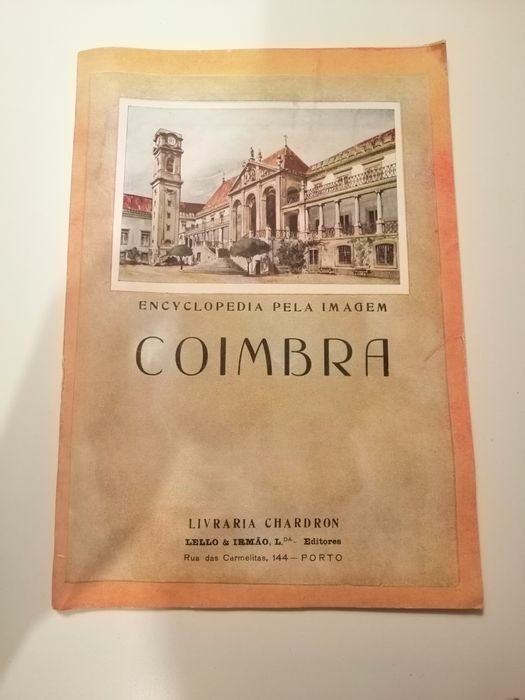 ENCYCLOPEDIA PELA IMAGEM
COIMBRA
LIVRARIA CHARDRON
LELLO & IRMÃO, L.DA- Editores
Rua das Carmelitas, 144 — PORTO